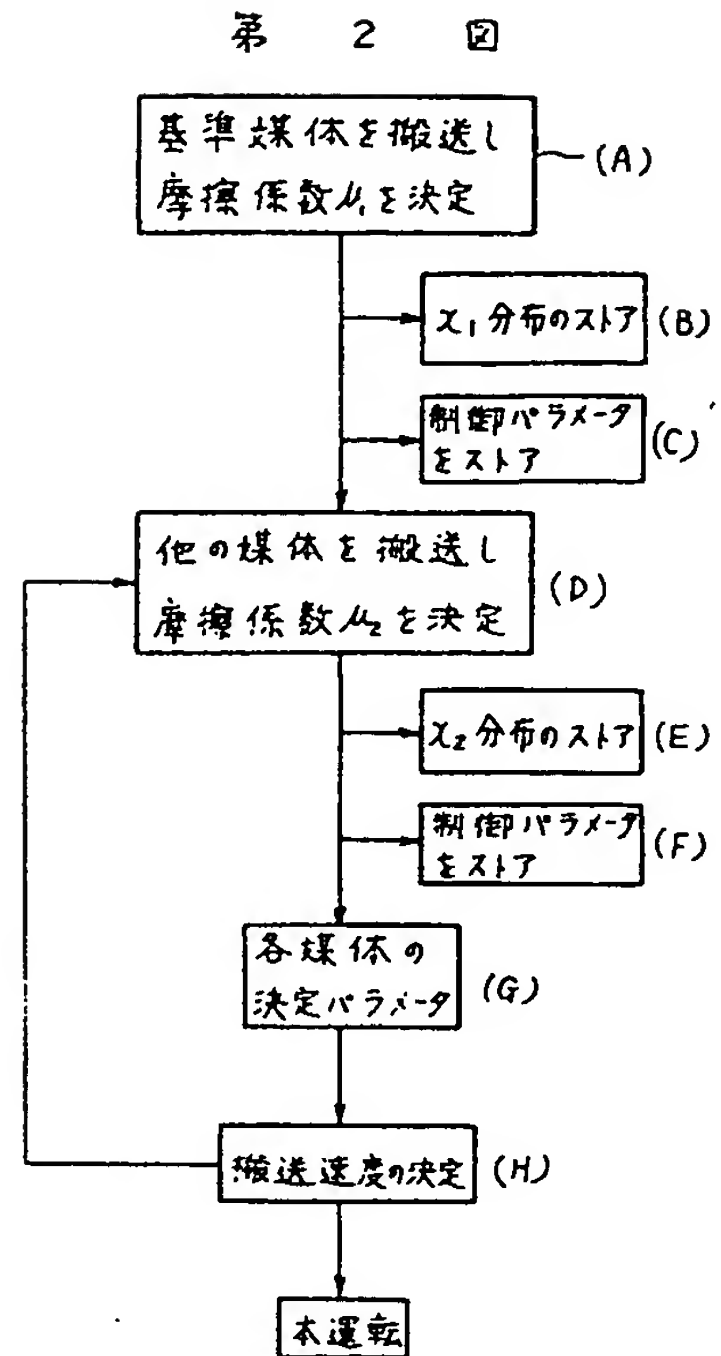 第 2 図
基準媒体を搬送し
摩擦係数μ₁を決定
(A)
x₁分布のストア
(B)
制御パラメータ
をストア
(C)
他の媒体を搬送し
摩擦係数μ₂を決定
(D)
x₂分布のストア
(E)
制御パラメータ
をストア
(F)
各媒体の
決定パラメータ
(G)
搬送速度の決定
(H)
本運転